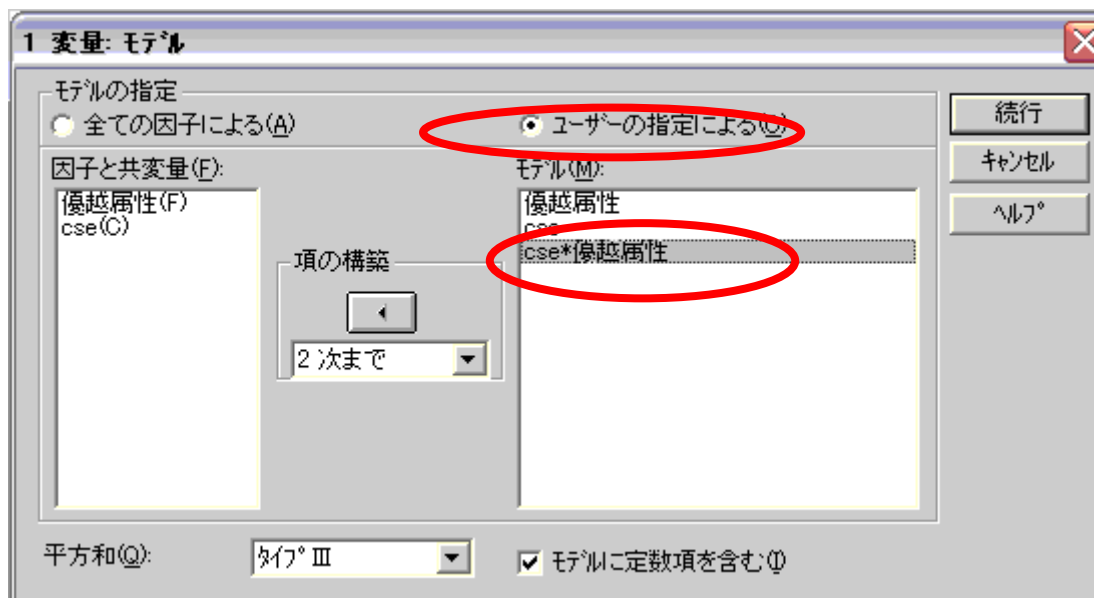 1 変量: モデル
モデルの指定
全ての因子による(A)
ユーザーの指定による(U)
続行
キャンセル
ヘルプ
因子と共変量(F):
優越属性(F)
cse(C)
項の構築
2 次まで
モデル(M):
優越属性
cse
cse*優越属性
平方和(Q):
タイプ III
モデルに定数項を含む(I)